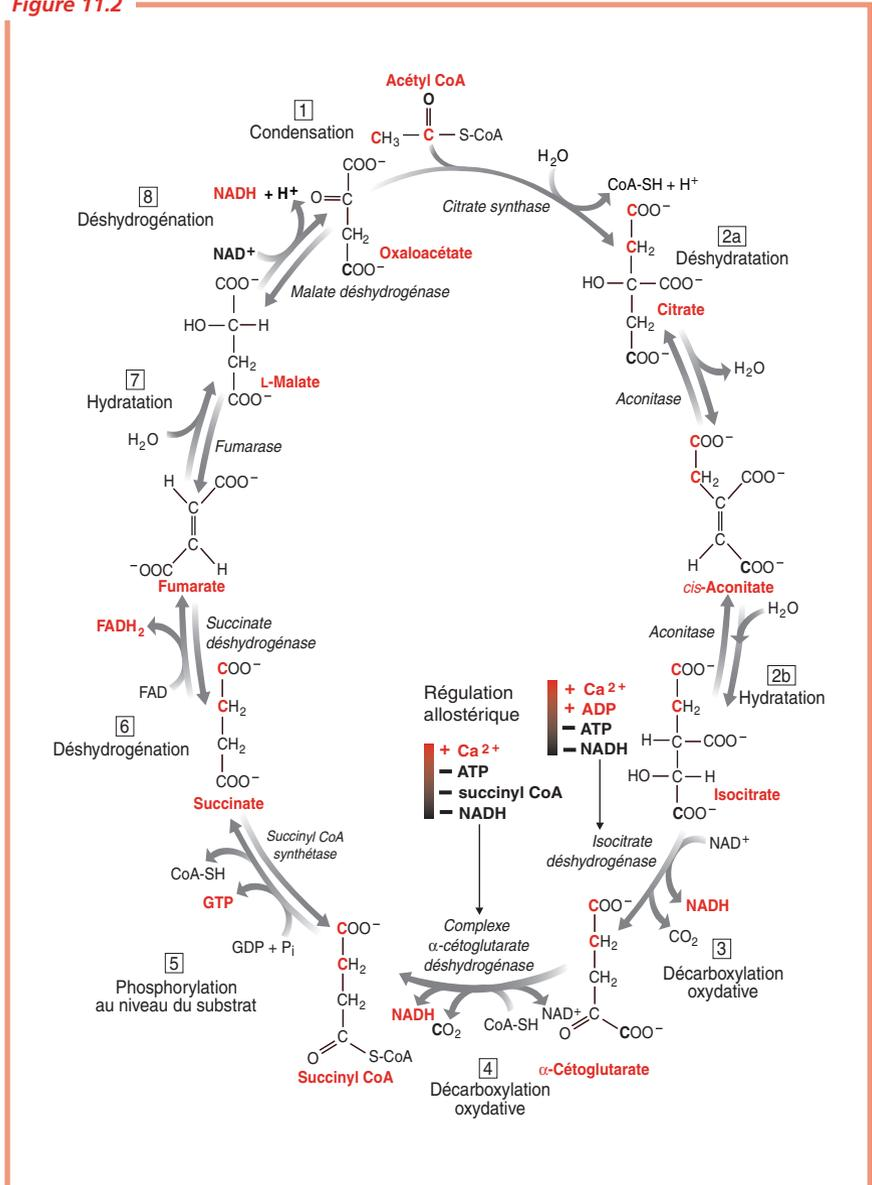 Figure 11.2
Acétyl CoA
O
CH3 — C — S-CoA
1
Condensation
COO–
O=C
CH2
COO–
Oxaloacétate
H2O
CoA-SH + H+
Citrate synthase
COO–
CH2
HO—C—COO–
CH2
COO–
Citrate
2a
Déshydratation
H2O
Aconitase
COO–
CH2
COO–
C
C
H
COO–
cis-Aconitate
H2O
Aconitase
2b
Hydratation
COO–
CH2
H—C—COO–
HO—C—H
COO–
Isocitrate
NAD+
Isocitrate
déshydrogénase
NADH
CO2
3
Décarboxylation
oxydative
COO–
CH2
CH2
C
O
COO–
α-Cétoglutarate
Régulation
allostérique
+ Ca2+
+ ADP
– ATP
– NADH
+ Ca2+
– ATP
– succinyl CoA
– NADH
Complexe
α-cétoglutarate
déshydrogénase
NADH
CO2
CoA-SH
NAD+
4
Décarboxylation
oxydative
COO–
CH2
CH2
C
O
S-CoA
Succinyl CoA
Succinyl CoA
synthétase
CoA-SH
GTP
GDP + Pi
5
Phosphorylation
au niveau du substrat
COO–
CH2
CH2
COO–
Succinate
6
Déshydrogénation
FADH2
FAD
Succinate
déshydrogénase
H
COO–
C
C
–OOC
H
Fumarate
7
Hydratation
H2O
Fumarase
COO–
HO—C—H
CH2
COO–
L-Malate
8
Déshydrogénation
NADH + H+
NAD+
Malate déshydrogénase